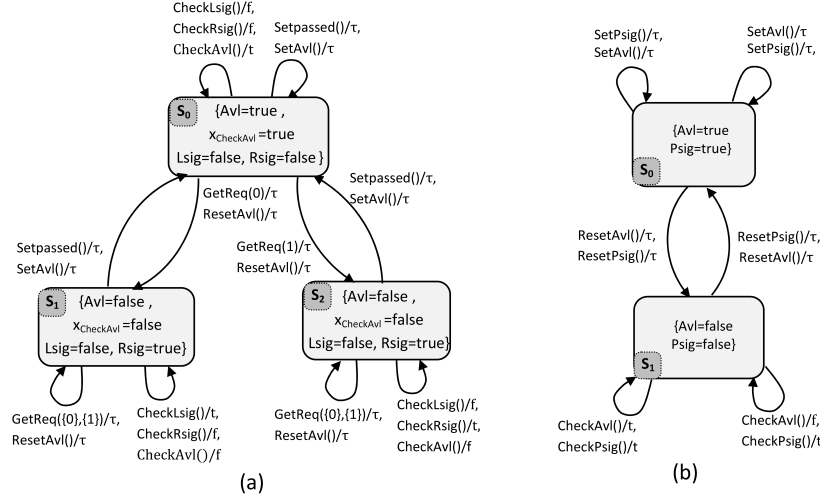 CheckLsig()/f,
CheckRsig()/f,
CheckAvl()/t
Setpassed()/τ,
SetAvl()/τ
S0
{Avl=true ,
xCheckAvl =true
Lsig=false, Rsig=false }
Setpassed()/τ,
SetAvl()/τ
GetReq(0)/τ
ResetAvl()/τ
GetReq(1)/τ
ResetAvl()/τ
Setpassed()/τ,
SetAvl()/τ
S1
{Avl=false ,
xCheckAvl =false
Lsig=false, Rsig=true}
S2
{Avl=false ,
xCheckAvl =false
Lsig=false, Rsig=true}
GetReq({0},{1})/τ,
ResetAvl()/τ
CheckLsig()/t,
CheckRsig()/f,
CheckAvl()/f
GetReq({0},{1})/τ,
ResetAvl()/τ
CheckLsig()/f,
CheckRsig()/t,
CheckAvl()/f
(a)
SetPsig()/τ,
SetAvl()/τ
SetAvl()/τ
SetPsig()/τ,
{Avl=true
Psig=true}
S0
ResetAvl()/τ,
ResetPsig()/τ
ResetPsig()/τ,
ResetAvl()/τ
{Avl=false
Psig=false}
S1
CheckAvl()/t,
CheckPsig()/t
CheckAvl()/f,
CheckPsig()/t
(b)